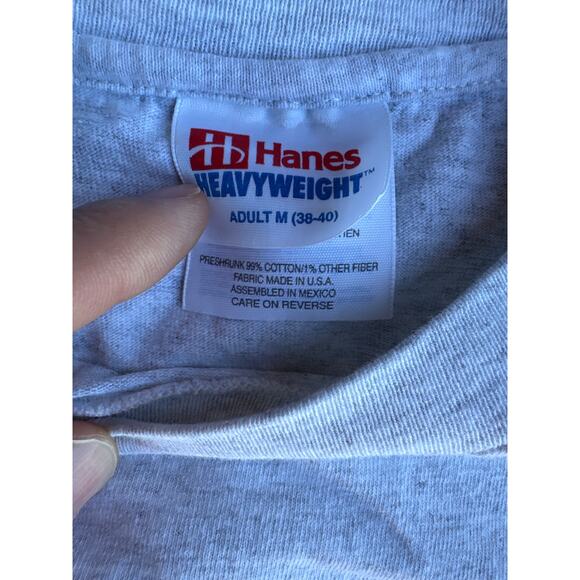 Hanes
HEAVYWEIGHT™
ADULT M (38-40)
PRESHRUNK 99% COTTON/1% OTHER FIBER
FABRIC MADE IN U.S.A.
ASSEMBLED IN MEXICO
CARE ON REVERSE